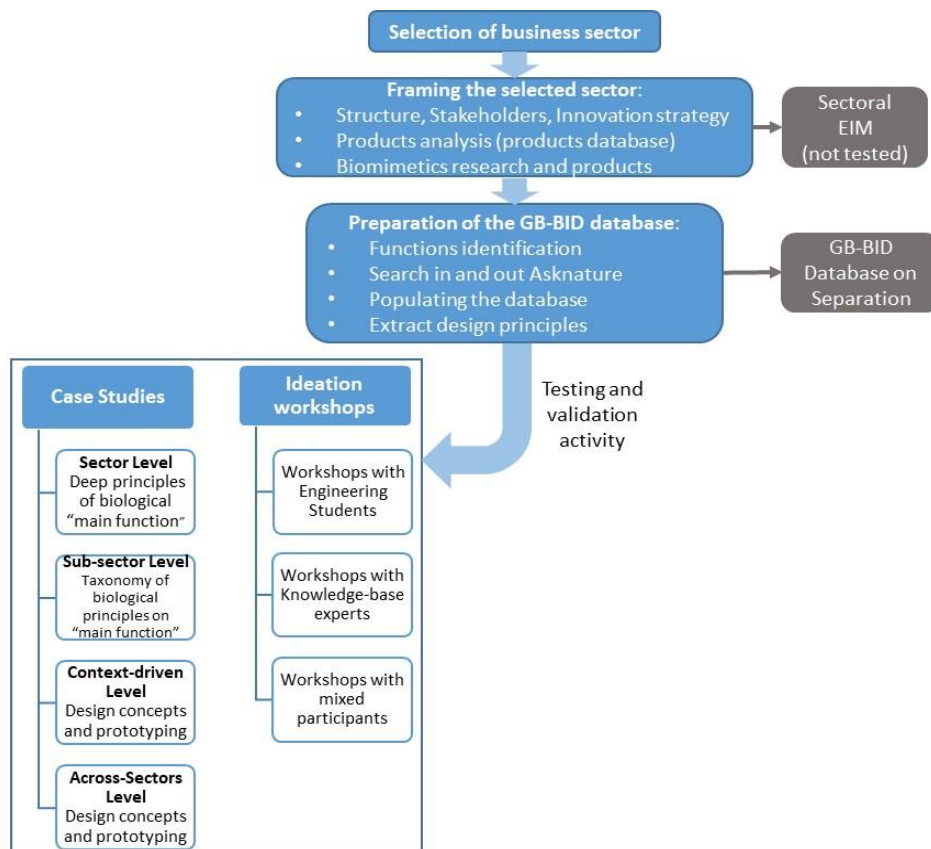 Selection of business sector
Framing the selected sector:
• Structure, Stakeholders, Innovation strategy
• Products analysis (products database)
• Biomimetics research and products
Sectoral
EIM
(not tested)
Preparation of the GB-BID database:
• Functions identification
• Search in and out Asknature
• Populating the database
• Extract design principles
GB-BID
Database on
Separation
Testing and
validation
activity
Case Studies
Sector Level
Deep principles
of biological
“main function”
Sub-sector Level
Taxonomy of
biological
principles on
“main function”
Context-driven
Level
Design concepts
and prototyping
Across-Sectors
Level
Design concepts
and prototyping
Ideation
workshops
Workshops with
Engineering
Students
Workshops with
Knowledge-base
experts
Workshops with
mixed
participants